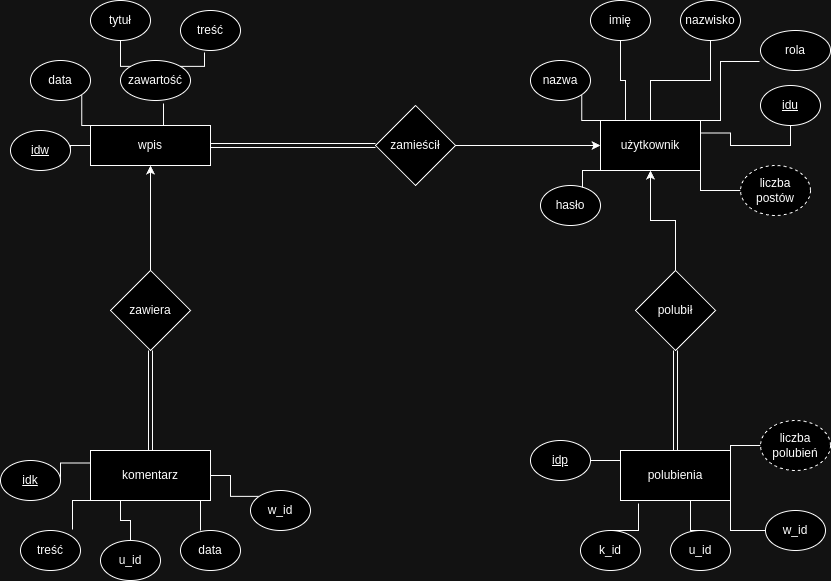 tytuł
treść
imię
nazwisko
data
zawartość
nazwa
rola
idu
idw
wpis
zamieścił
użytkownik
liczba
postów
hasło
zawiera
polubił
idk
komentarz
idp
polubienia
liczba
polubień
w_id
treść
u_id
data
k_id
u_id
w_id